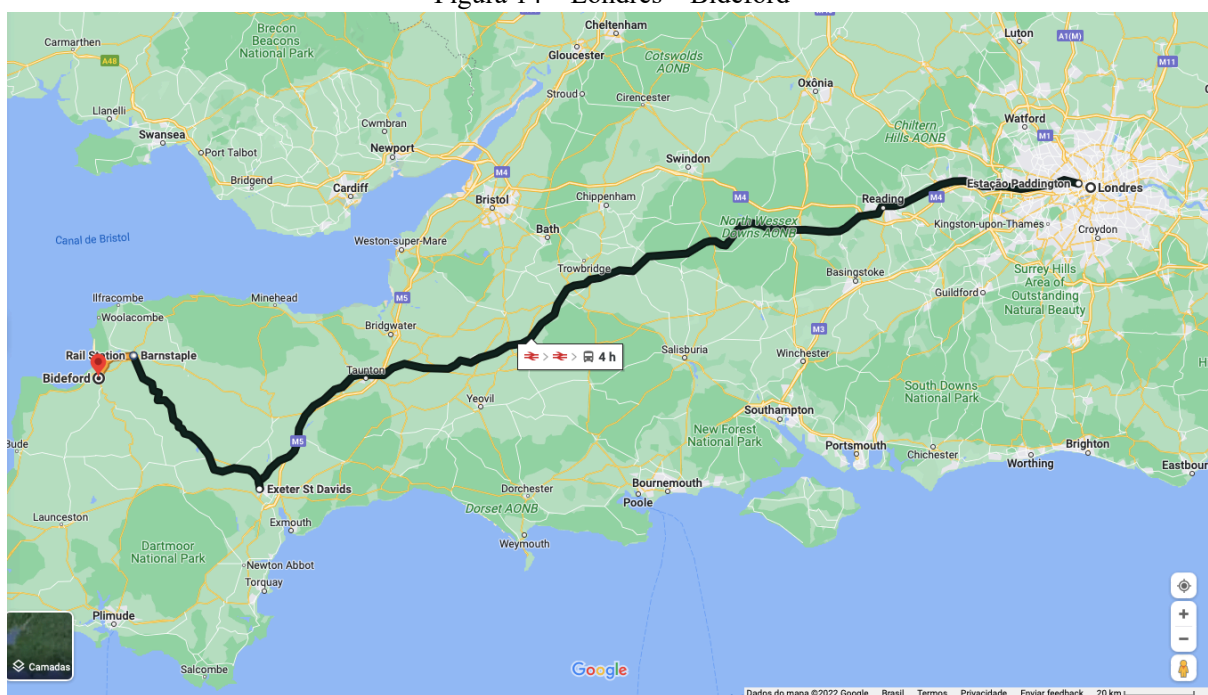 Figura 14 – Londres – Bideford
Cheltenham
Luton
A1(M)
Brecon
Beacons
National Park
Carmarthen
Gloucester
Cotswolds
AONB
M11
A48
Oxônia
Stroud
Cirencester
Llanelli
Chiltern
Hills AONB
Watford
Swansea
Cwmbran
M1
Port Talbot
Newport
Swindon
M4
Bridgend
Cardiff
Bristol
Chippenham
M4
Reading
M4
Estação Paddington
Londres
North Wessex
Downs AONB
Kingston-upon-Thames
Croydon
Canal de Bristol
Weston-super-Mare
Bath
Trowbridge
Basingstoke
Surrey Hills
Area of
Outstanding
Natural Beauty
Guildford
Ilfracombe
Minehead
M5
Woolacombe
Bridgwater
M3
Rail Station
Barnstaple
4 h
Salisburia
Winchester
Bideford
Taunton
South Downs
National Park
Yeovil
Southampton
New Forest
National Park
M5
Bude
Portsmouth
Chichester
Brighton
Worthing
Eastbour
Exeter St Davids
Dorchester
Bournemouth
Poole
Dorset AONB
Launceston
Exmouth
Weymouth
Dartmoor
National Park
Newton Abbot
Torquay
Plimude
Camadas
Salcombe
Google
Dados do mapa ©2022 Google Brasil Termos Privacidade Enviar feedback 20 km